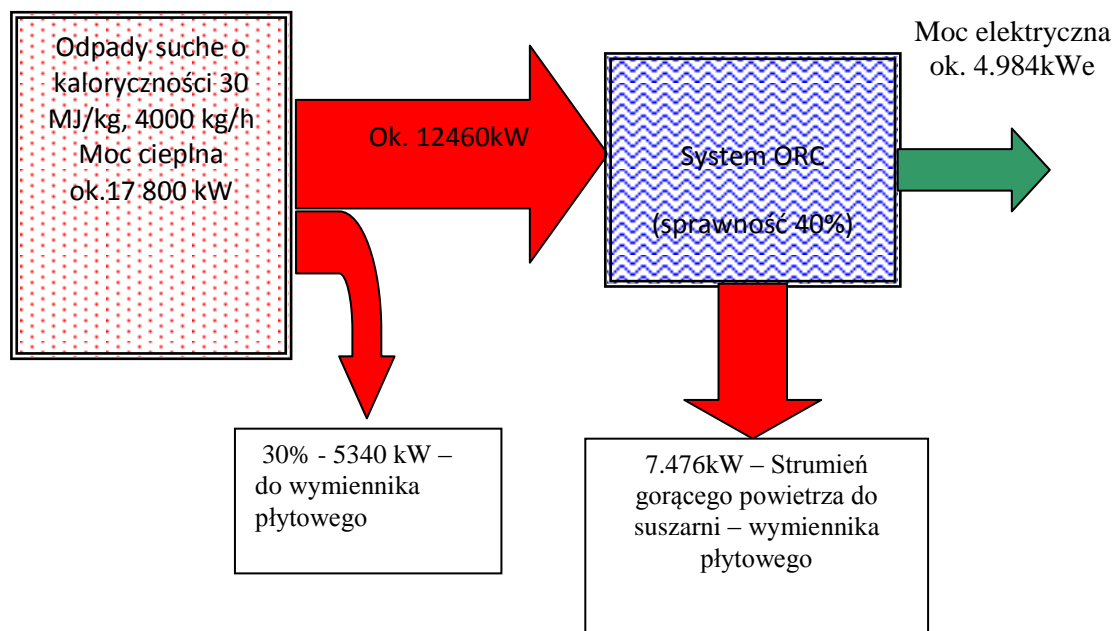 Odpady suche o
kaloryczności 30
MJ/kg, 4000 kg/h
Moc cieplna
ok.17 800 kW
Ok. 12460kW
System ORC
(sprawność 40%)
Moc elektryczna
ok. 4.984kWe
30% - 5340 kW –
do wymiennika
płytowego
7.476kW – Strumień
gorącego powietrza do
suszarni – wymiennika
płytowego